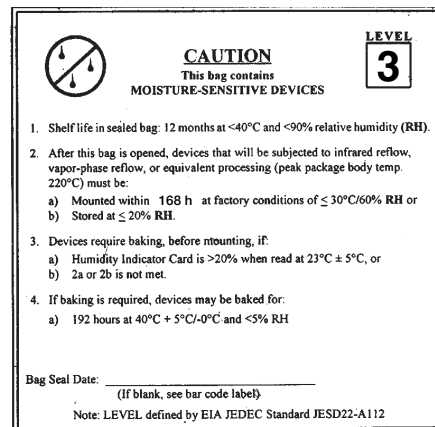 LEVEL
3
CAUTION
This bag contains
MOISTURE-SENSITIVE DEVICES
1. Shelf life in sealed bag: 12 months at <40°C and <90% relative humidity (RH).
2. After this bag is opened, devices that will be subjected to infrared reflow,
vapor-phase reflow, or equivalent processing (peak package body temp.
220°C) must be:
a) Mounted within 168 h at factory conditions of ≤ 30°C/60% RH or
b) Stored at ≤ 20% RH.
3. Devices require baking, before mounting, if:
a) Humidity Indicator Card is >20% when read at 23°C ± 5°C, or
b) 2a or 2b is not met.
4. If baking is required, devices may be baked for:
a) 192 hours at 40°C + 5°C/-0°C and <5% RH
Bag Seal Date:
(If blank, see bar code label)
Note: LEVEL defined by EIA JEDEC Standard JESD22-A112